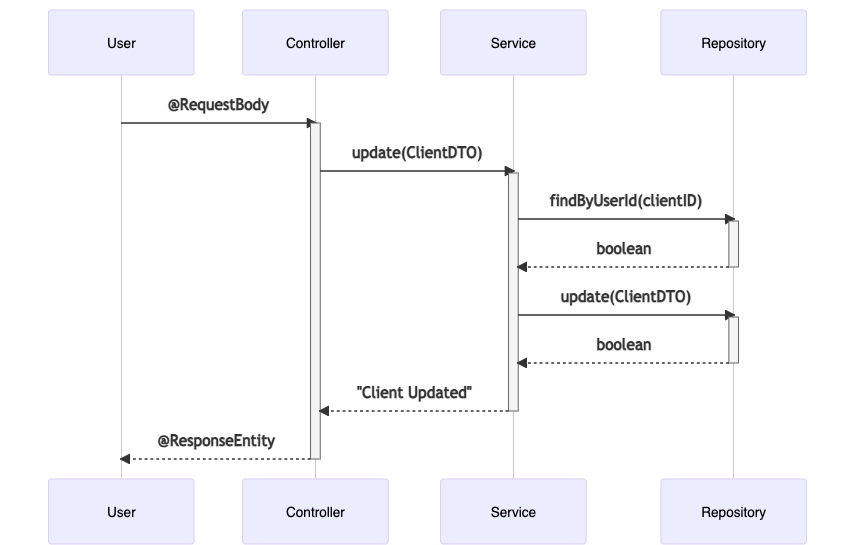 User
Controller
Service
Repository
@RequestBody
update(ClientDTO)
findByUserId(clientID)
boolean
update(ClientDTO)
boolean
"Client Updated"
@ResponseEntity
User
Controller
Service
Repository